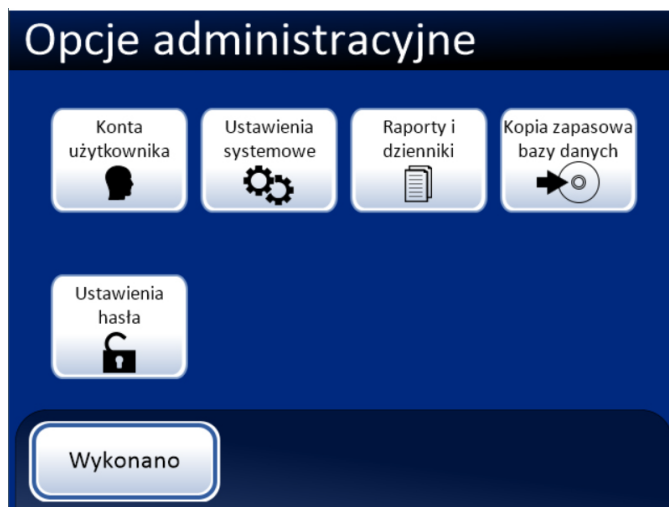 Opcje administracyjne
Konta
użytkownika
Ustawienia
systemowe
Raporty i
dzienniki
Kopia zapasowa
bazy danych
Ustawienia
hasła
Wykonano